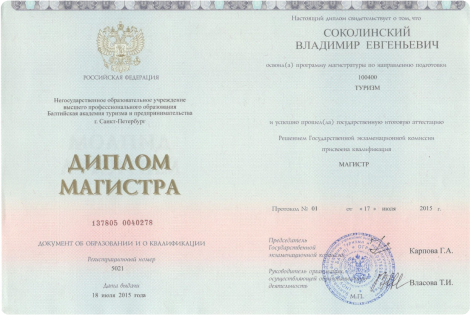 РОССИЙСКАЯ ФЕДЕРАЦИЯ
Негосударственное образовательное учреждение
высшего профессионального образования
Балтийская академия туризма и предпринимательства
г. Санкт-Петербург
ДИПЛОМ
МАГИСТРА
137805 0040278
ДОКУМЕНТ ОБ ОБРАЗОВАНИИ И О КВАЛИФИКАЦИИ
Регистрационный номер
5021
Дата выдачи
18 июля 2015 года
Настоящий диплом свидетельствует о том, что
СОКОЛИНСКИЙ
ВЛАДИМИР ЕВГЕНЬЕВИЧ
освоил(а) программу магистратуры по направлению подготовки
100400
ТУРИЗМ
и успешно прошел(ла) государственную итоговую аттестацию
Решением Государственной экзаменационной комиссии
присвоена квалификация
МАГИСТР
Протокол № 01 от « 17 » июля 2015 г.
Председатель
Государственной
экзаменационной комиссии
Карпова Г.А.
Руководитель организации,
осуществляющей образовательную
деятельность
Власова Т.И.
М.П.